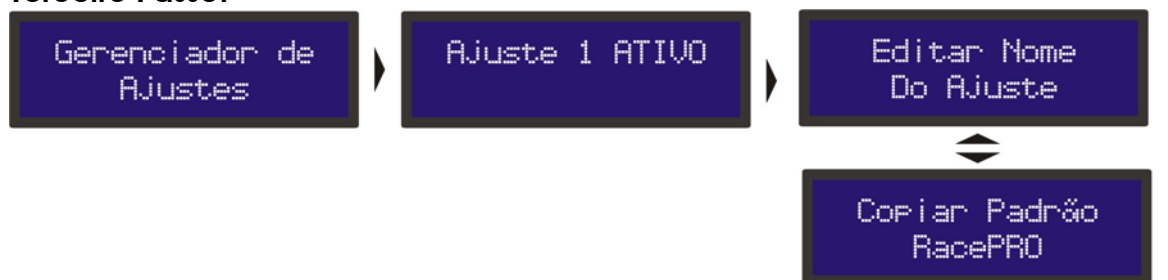 Gerenciador de
Ajustes
Ajuste 1 ATIVO
Editar Nome
Do Ajuste
Copiar Padrão
RacePRO